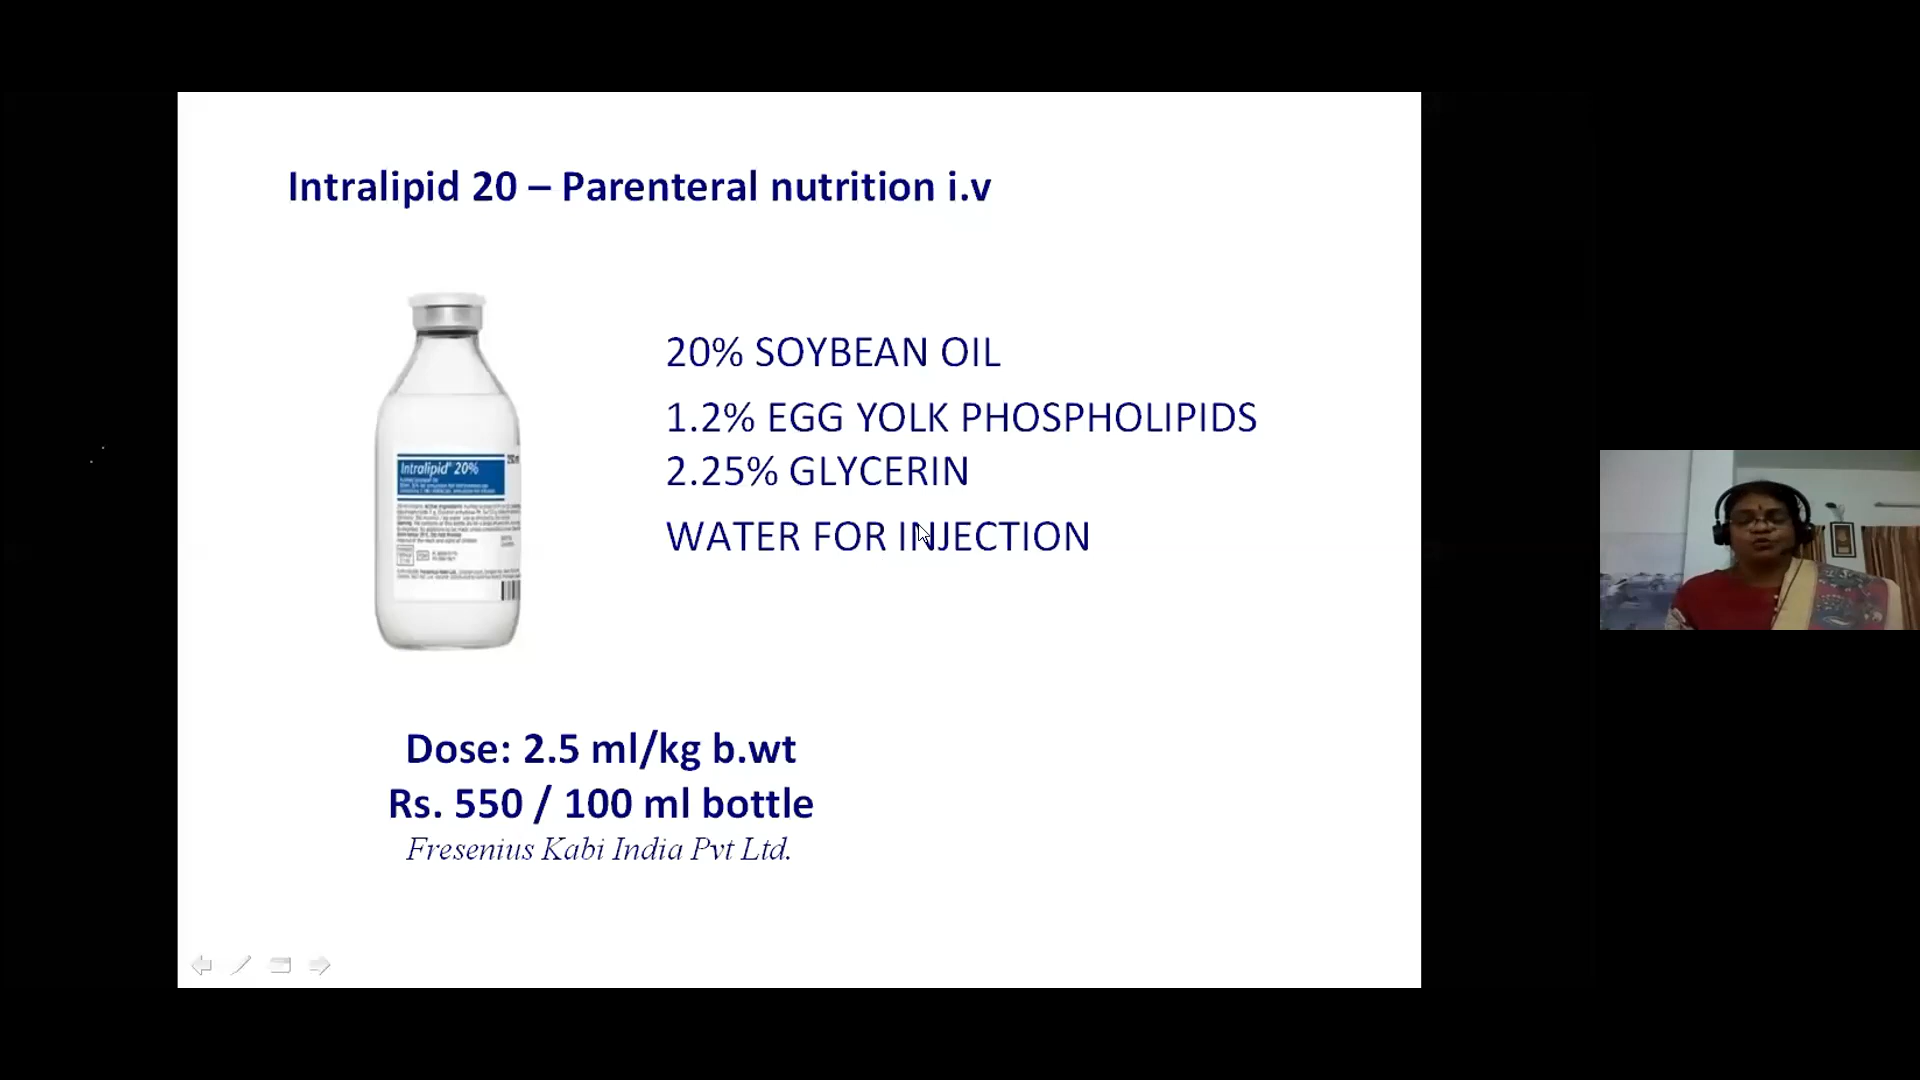 Intralipid 20 – Parenteral nutrition i.v
20% SOYBEAN OIL
1.2% EGG YOLK PHOSPHOLIPIDS
2.25% GLYCERIN
WATER FOR INJECTION
Intralipid® 20%
Dose: 2.5 ml/kg b.wt
Rs. 550 / 100 ml bottle
Fresenius Kabi India Pvt Ltd.